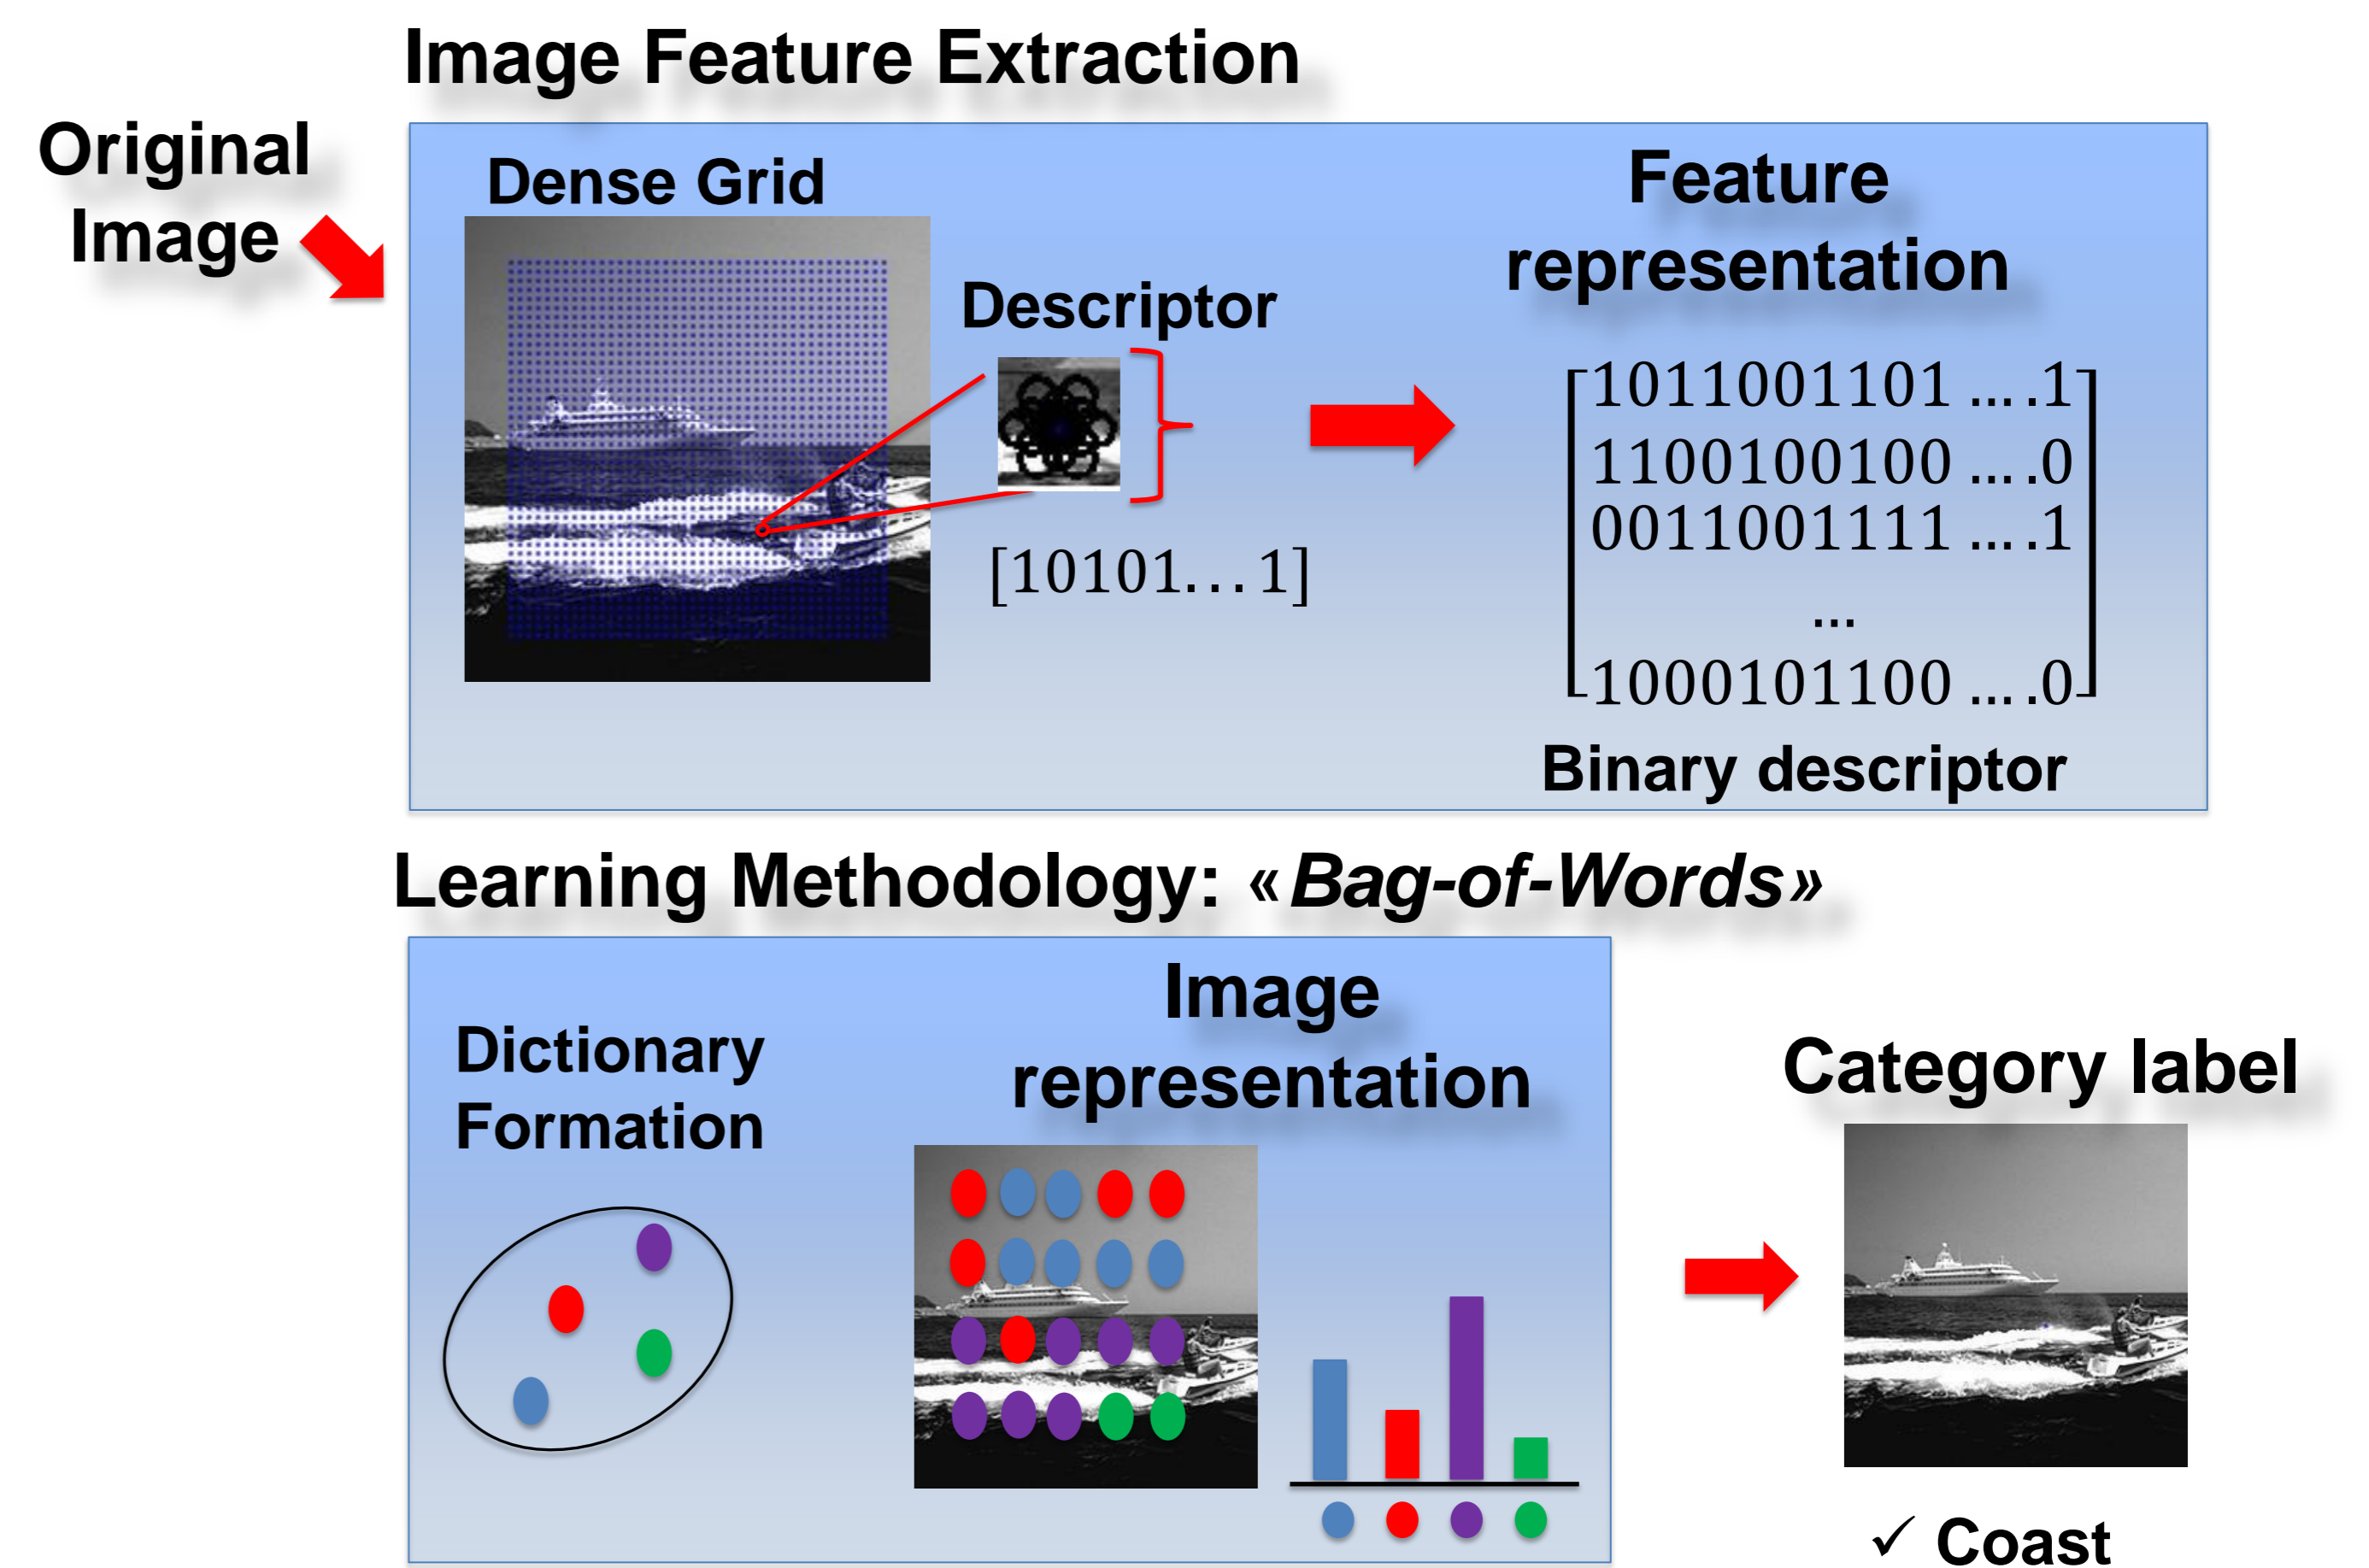 Image Feature Extraction
Original
Image
Dense Grid
Descriptor
[10101...1]
Feature
representation
1011001101 ....1
1100100100 ....0
0011001111 ....1
...
1000101100 ....0
Binary descriptor
Learning Methodology: «Bag-of-Words»
Dictionary
Formation
Image
representation
Category label
✓ Coast